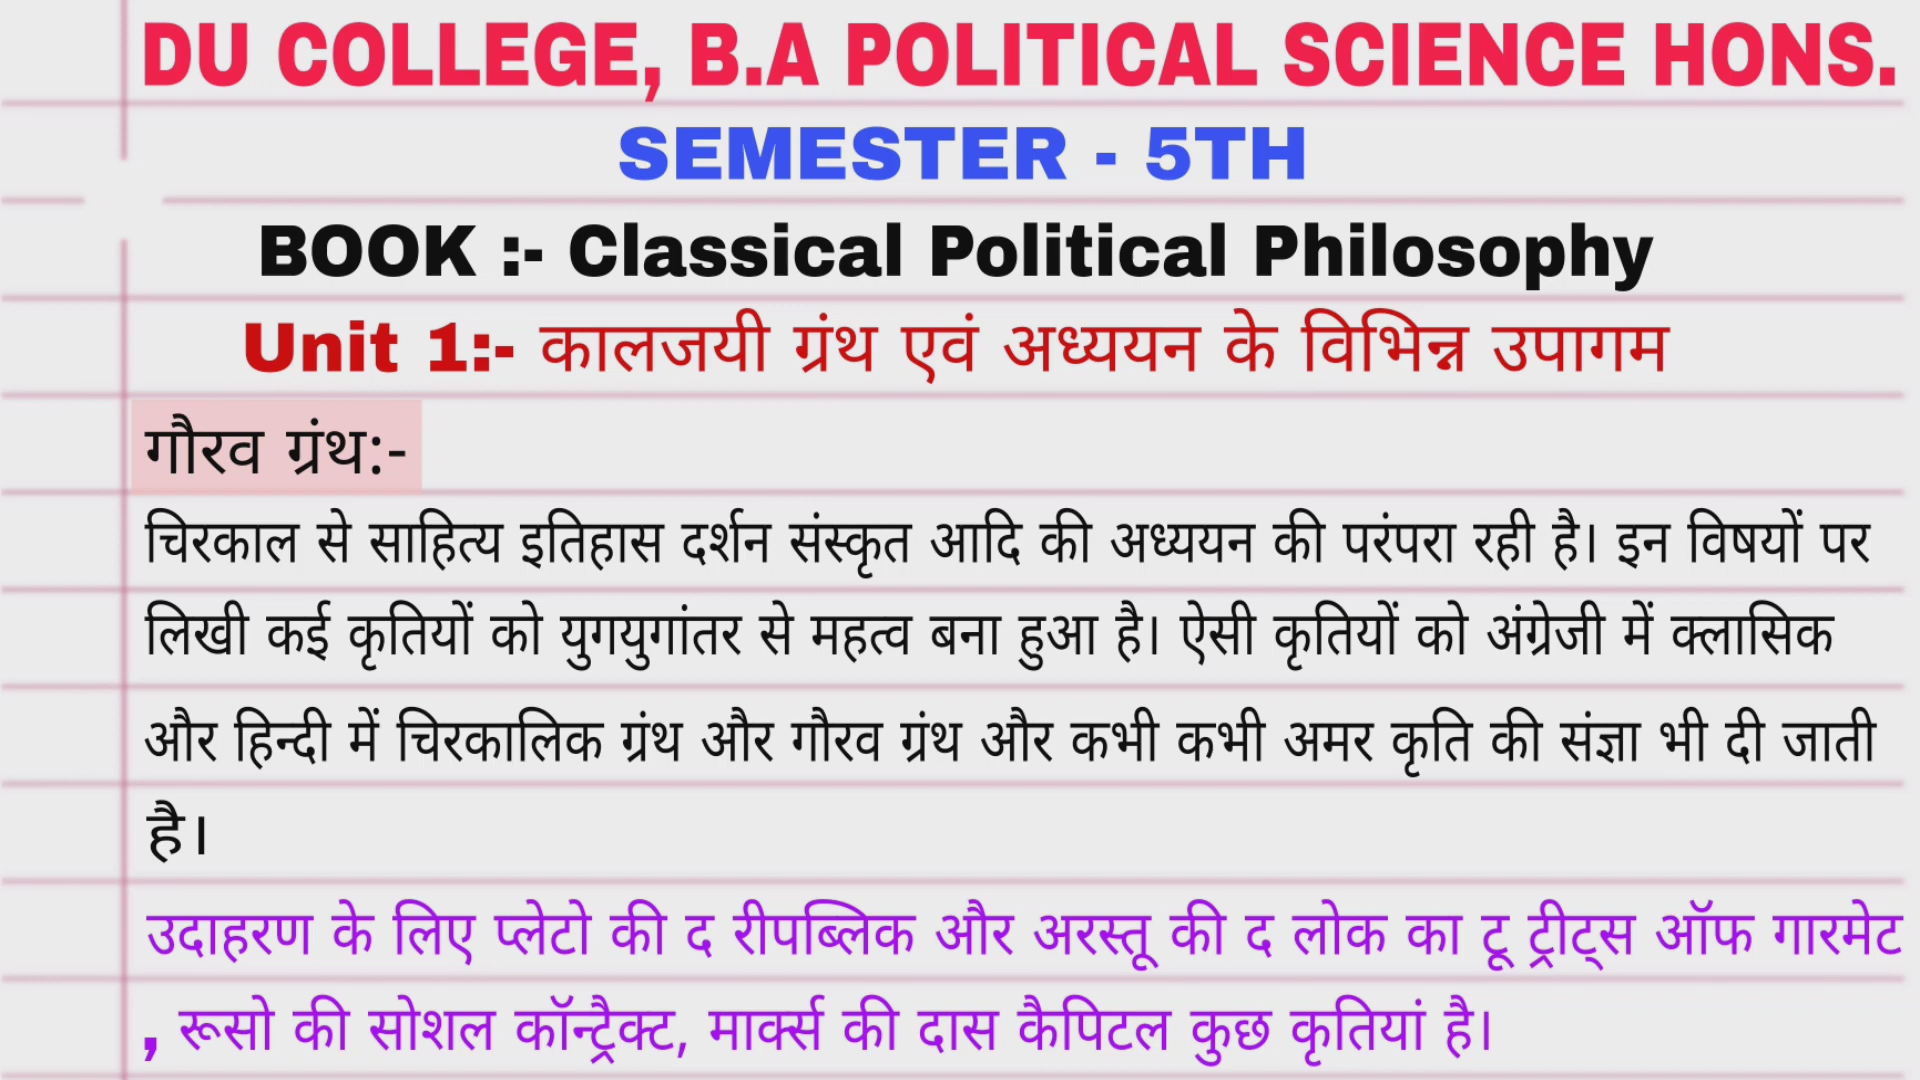 DU COLLEGE, B.A POLITICAL SCIENCE HONS.
SEMESTER - 5TH
BOOK :- Classical Political Philosophy
Unit 1:- कालजयी ग्रंथ एवं अध्ययन के विभिन्न उपागम
गौरव ग्रंथ:-
चिरकाल से साहित्य इतिहास दर्शन संस्कृत आदि की अध्ययन की परंपरा रही है। इन विषयों पर
लिखी कई कृतियों को युगयुगांतर से महत्व बना हुआ है। ऐसी कृतियों को अंग्रेजी में क्लासिक
और हिन्दी में चिरकालिक ग्रंथ और गौरव ग्रंथ और कभी कभी अमर कृति की संज्ञा भी दी जाती
है।
उदाहरण के लिए प्लेटो की द रीपब्लिक और अरस्तू की द लोक का टू ट्रीट्स ऑफ गारमेट
, रूसो की सोशल कॉन्ट्रैक्ट, मार्क्स की दास कैपिटल कुछ कृतियां है।